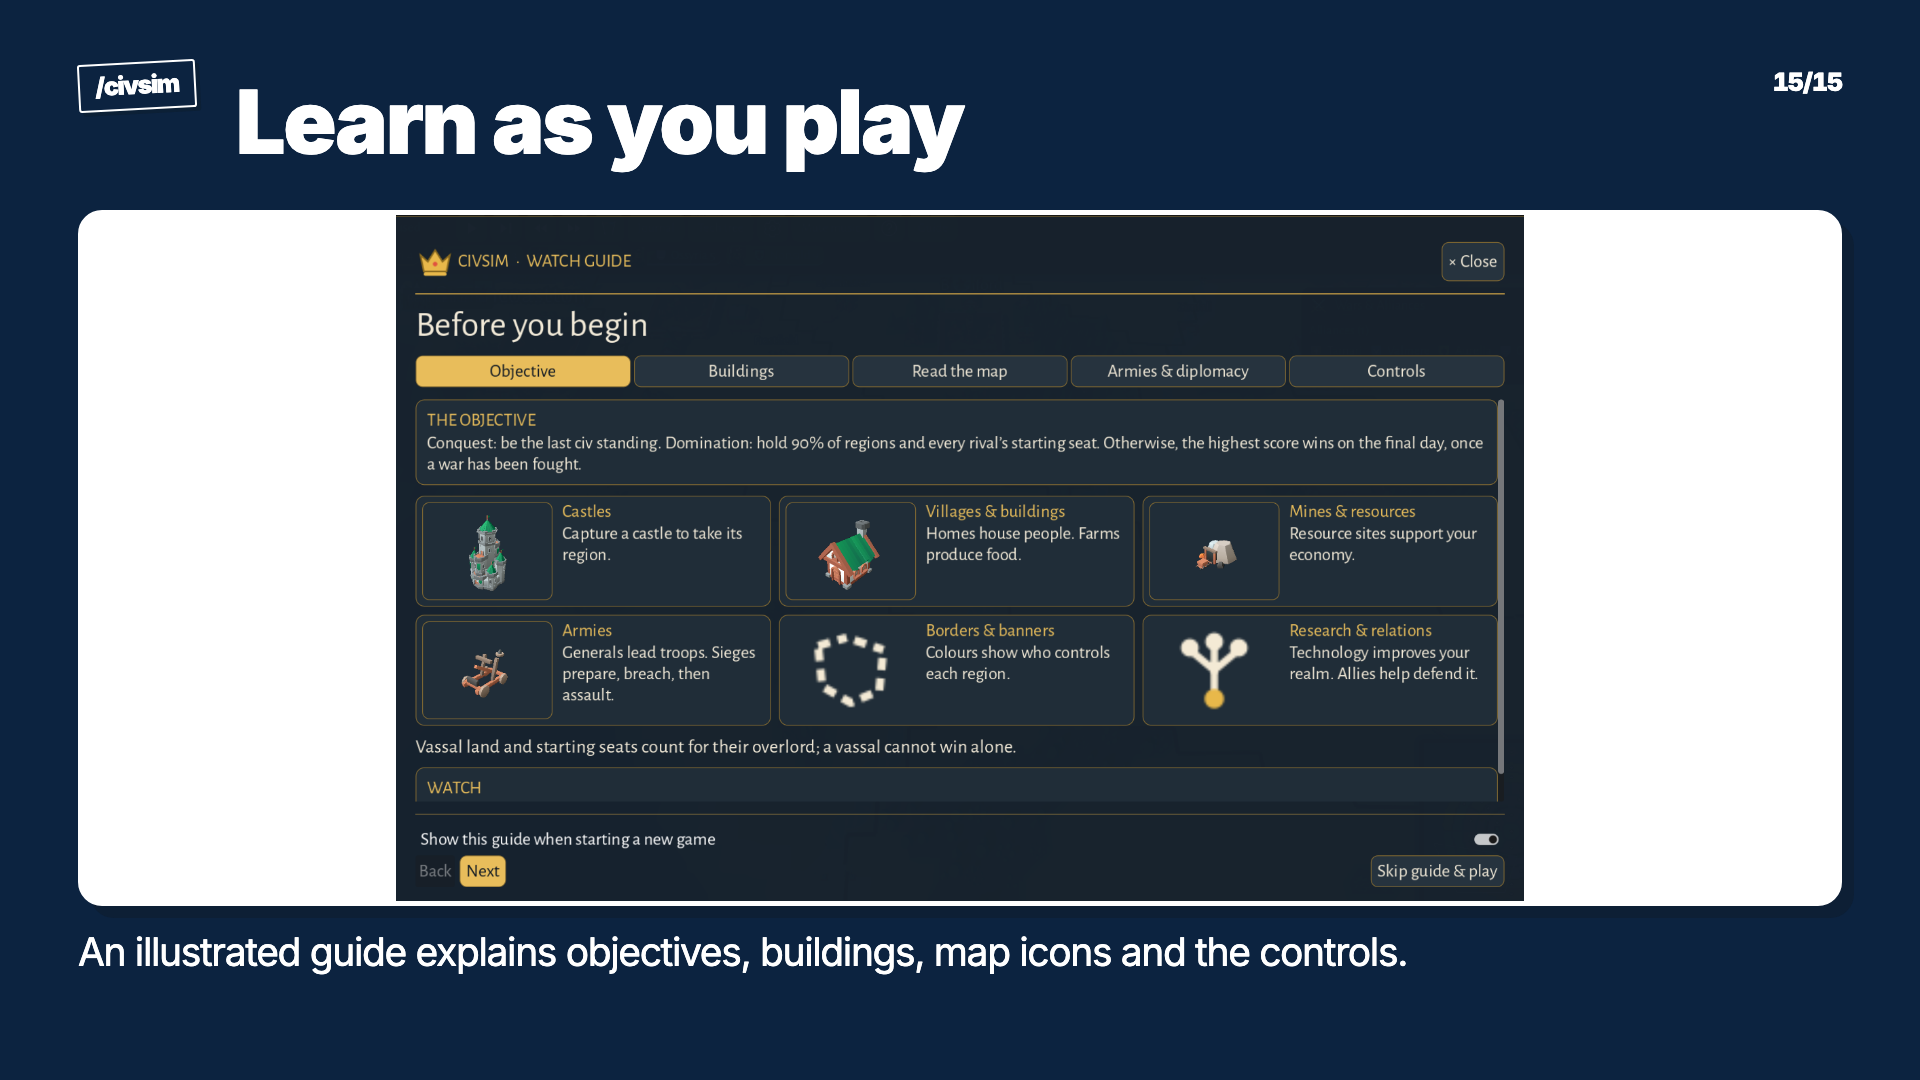 /civsim
Learn as you play
15/15
CIVSIM · WATCH GUIDE
× Close
Before you begin
Objective
Buildings
Read the map
Armies & diplomacy
Controls
THE OBJECTIVE
Conquest: be the last civ standing. Domination: hold 90% of regions and every rival's starting seat. Otherwise, the highest score wins on the final day, once
a war has been fought.
Castles
Capture a castle to take its
region.
Villages & buildings
Homes house people. Farms
produce food.
Mines & resources
Resource sites support your
economy.
Armies
Generals lead troops. Sieges
prepare, breach, then
assault.
Borders & banners
Colours show who controls
each region.
Research & relations
Technology improves your
realm. Allies help defend it.
Vassal land and starting seats count for their overlord; a vassal cannot win alone.
WATCH
Show this guide when starting a new game
Back
Next
Skip guide & play
An illustrated guide explains objectives, buildings, map icons and the controls.